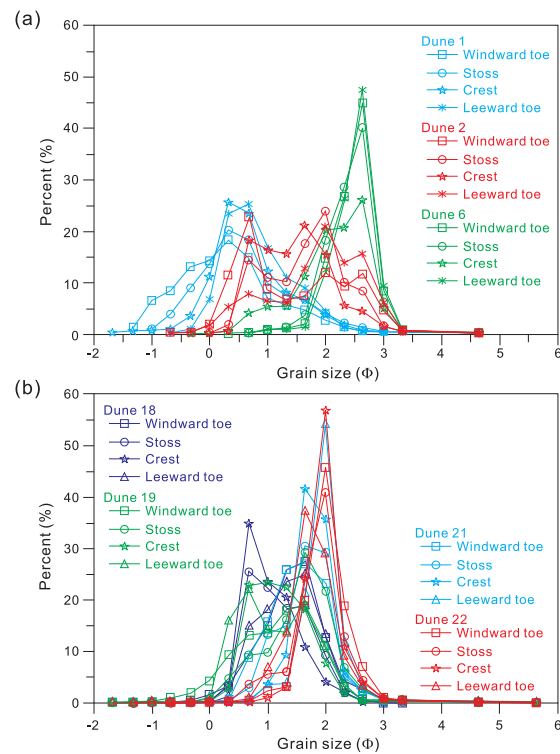 (a)
60
50
40
30
20
10
0
Percent (%)
Dune 1
Windward toe
Stoss
Crest
Leeward toe
Dune 2
Windward toe
Stoss
Crest
Leeward toe
Dune 6
Windward toe
Stoss
Crest
Leeward toe
-2 -1 0 1 2 3 4 5 6
Grain size (Φ)
(b)
60
50
40
30
20
10
0
Percent (%)
Dune 18
Windward toe
Stoss
Crest
Leeward toe
Dune 19
Windward toe
Stoss
Crest
Leeward toe
Dune 21
Windward toe
Stoss
Crest
Leeward toe
Dune 22
Windward toe
Stoss
Crest
Leeward toe
-2 -1 0 1 2 3 4 5 6
Grain size (Φ)